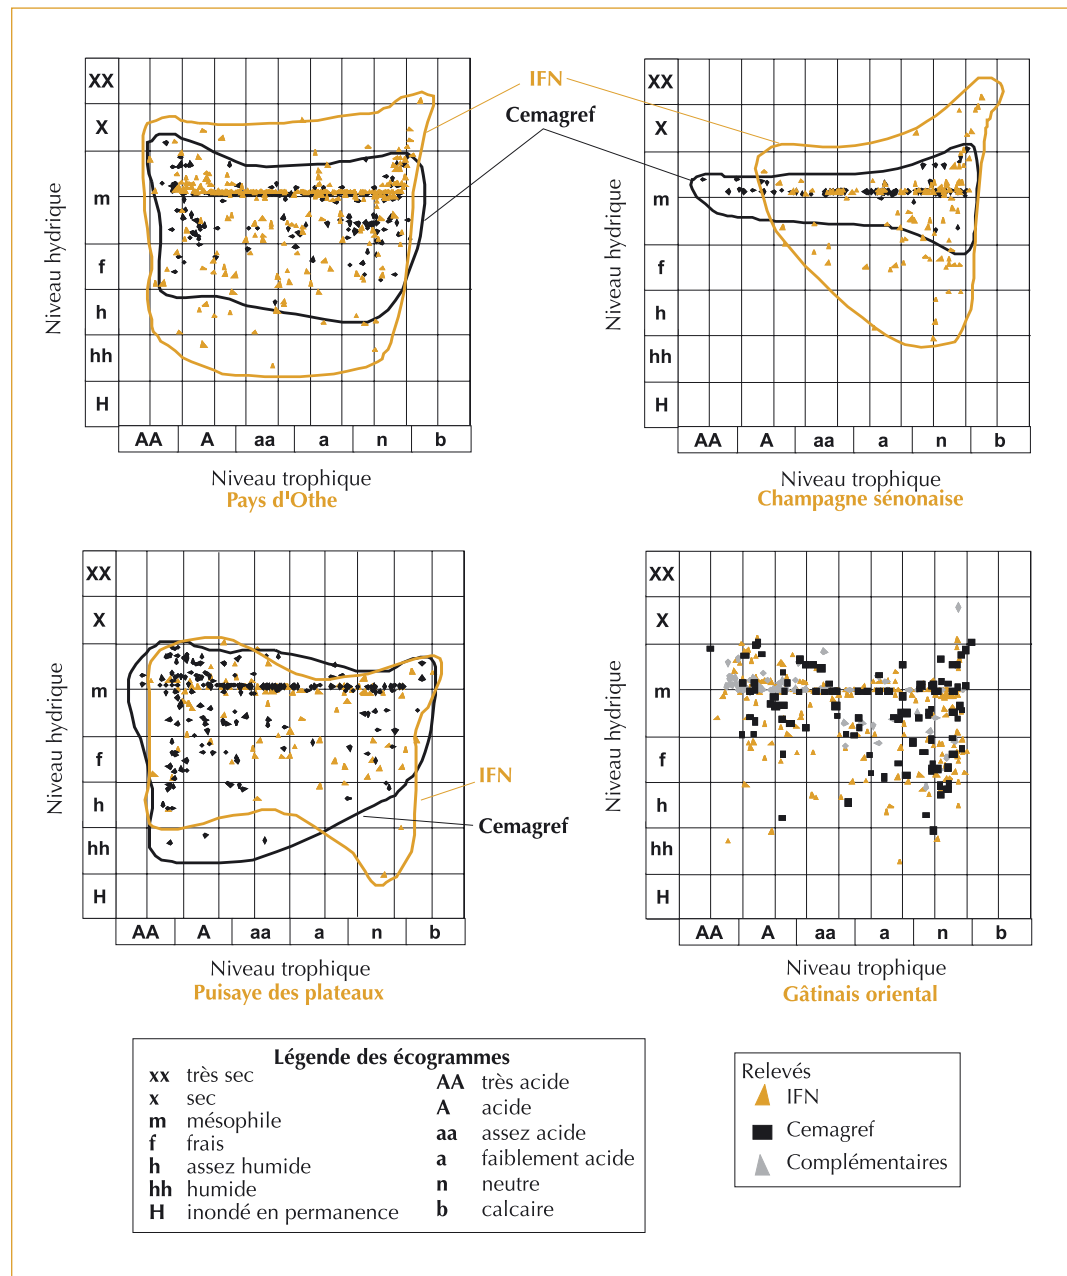 XX
X
m
f
h
hh
H
AA A aa a n b
Niveau hydrique
Niveau trophique
Pays d'Othe
IFN
Cemagref
XX
X
m
f
h
hh
H
AA A aa a n b
Niveau hydrique
Niveau trophique
Champagne sénonaise
XX
X
m
f
h
hh
H
AA A aa a n b
Niveau hydrique
Niveau trophique
Puisaye des plateaux
IFN
Cemagref
XX
X
m
f
h
hh
H
AA A aa a n b
Niveau hydrique
Niveau trophique
Gâtinais oriental
Légende des écogrammes
xx très sec
x sec
m mésophile
f frais
h assez humide
hh humide
H inondé en permanence
AA très acide
A acide
aa assez acide
a faiblement acide
n neutre
b calcaire
Relevés
IFN
Cemagref
Complémentaires